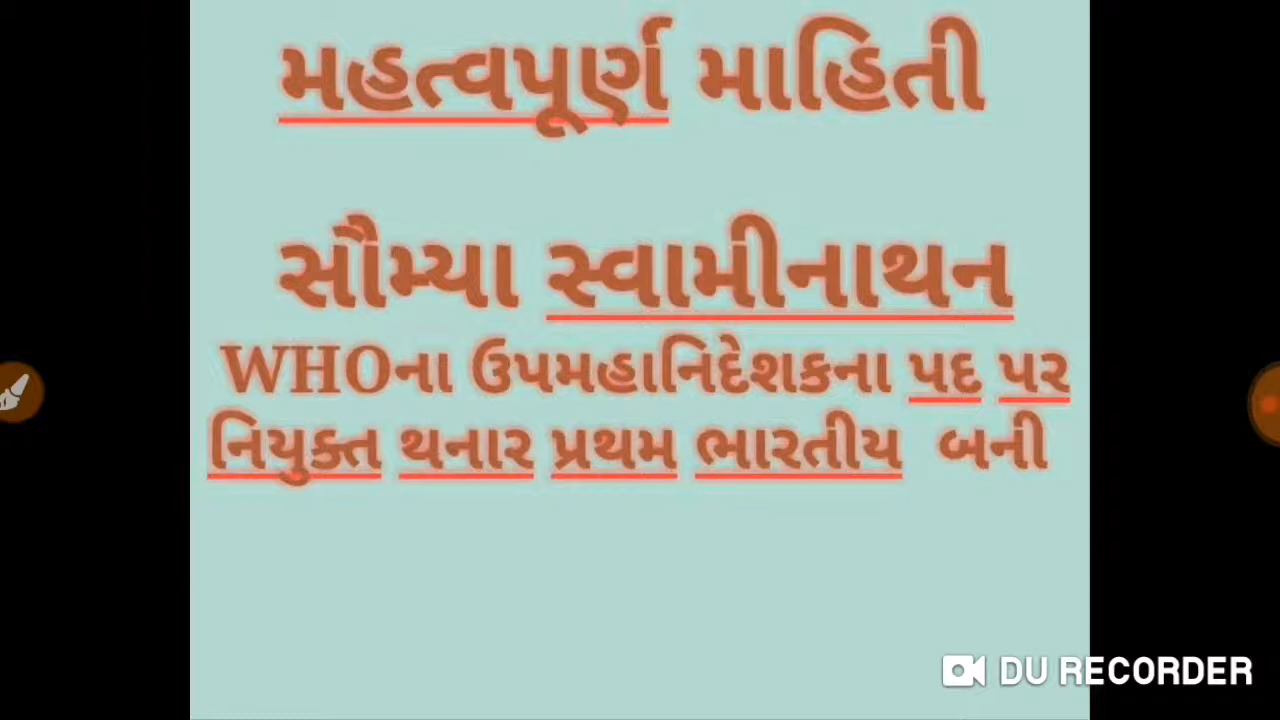 મહત્વપૂર્ણ માહિતી
સૌમ્યા સ્વામીનાથન
WHOના ઉપમહાનિદેશકના પદ પર
નિયુક્ત થનાર પ્રથમ ભારતીય બની
DU RECORDER